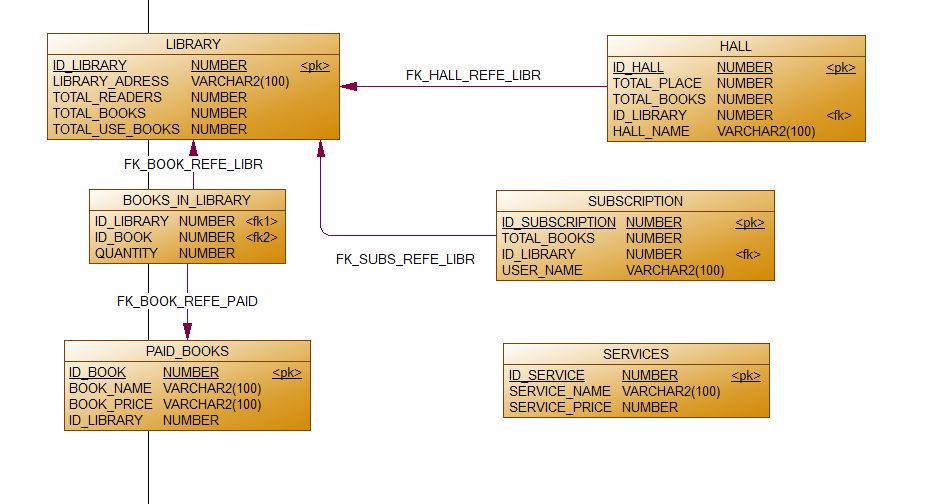 LIBRARY
ID_LIBRARY NUMBER <pk>
LIBRARY_ADRESS VARCHAR2(100)
TOTAL_READERS NUMBER
TOTAL_BOOKS NUMBER
TOTAL_USE_BOOKS NUMBER
FK_HALL_REFE_LIBR
HALL
ID_HALL NUMBER <pk>
TOTAL_PLACE NUMBER
TOTAL_BOOKS NUMBER
ID_LIBRARY NUMBER <fk>
HALL_NAME VARCHAR2(100)
FK_BOOK_REFE_LIBR
BOOKS_IN_LIBRARY
ID_LIBRARY NUMBER <fk1>
ID_BOOK NUMBER <fk2>
QUANTITY NUMBER
SUBSCRIPTION
ID_SUBSCRIPTION NUMBER <pk>
TOTAL_BOOKS NUMBER
ID_LIBRARY NUMBER <fk>
USER_NAME VARCHAR2(100)
FK_SUBS_REFE_LIBR
FK_BOOK_REFE_PAID
PAID_BOOKS
ID_BOOK NUMBER <pk>
BOOK_NAME VARCHAR2(100)
BOOK_PRICE VARCHAR2(100)
ID_LIBRARY NUMBER
SERVICES
ID_SERVICE NUMBER <pk>
SERVICE_NAME VARCHAR2(100)
SERVICE_PRICE NUMBER